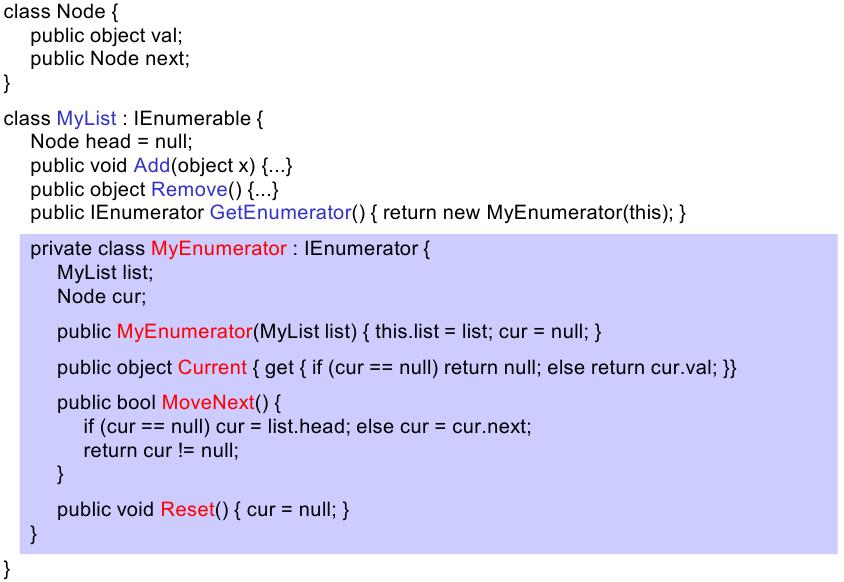 class Node {
public object val;
public Node next;
}
class MyList : IEnumerable {
Node head = null;
public void Add(object x) {...}
public object Remove() {...}
public IEnumerator GetEnumerator() { return new MyEnumerator(this); }
private class MyEnumerator : IEnumerator {
MyList list;
Node cur;
public MyEnumerator(MyList list) { this.list = list; cur = null; }
public object Current { get { if (cur == null) return null; else return cur.val; }}
public bool MoveNext() {
if (cur == null) cur = list.head; else cur = cur.next;
return cur != null;
}
public void Reset() { cur = null; }
}
}